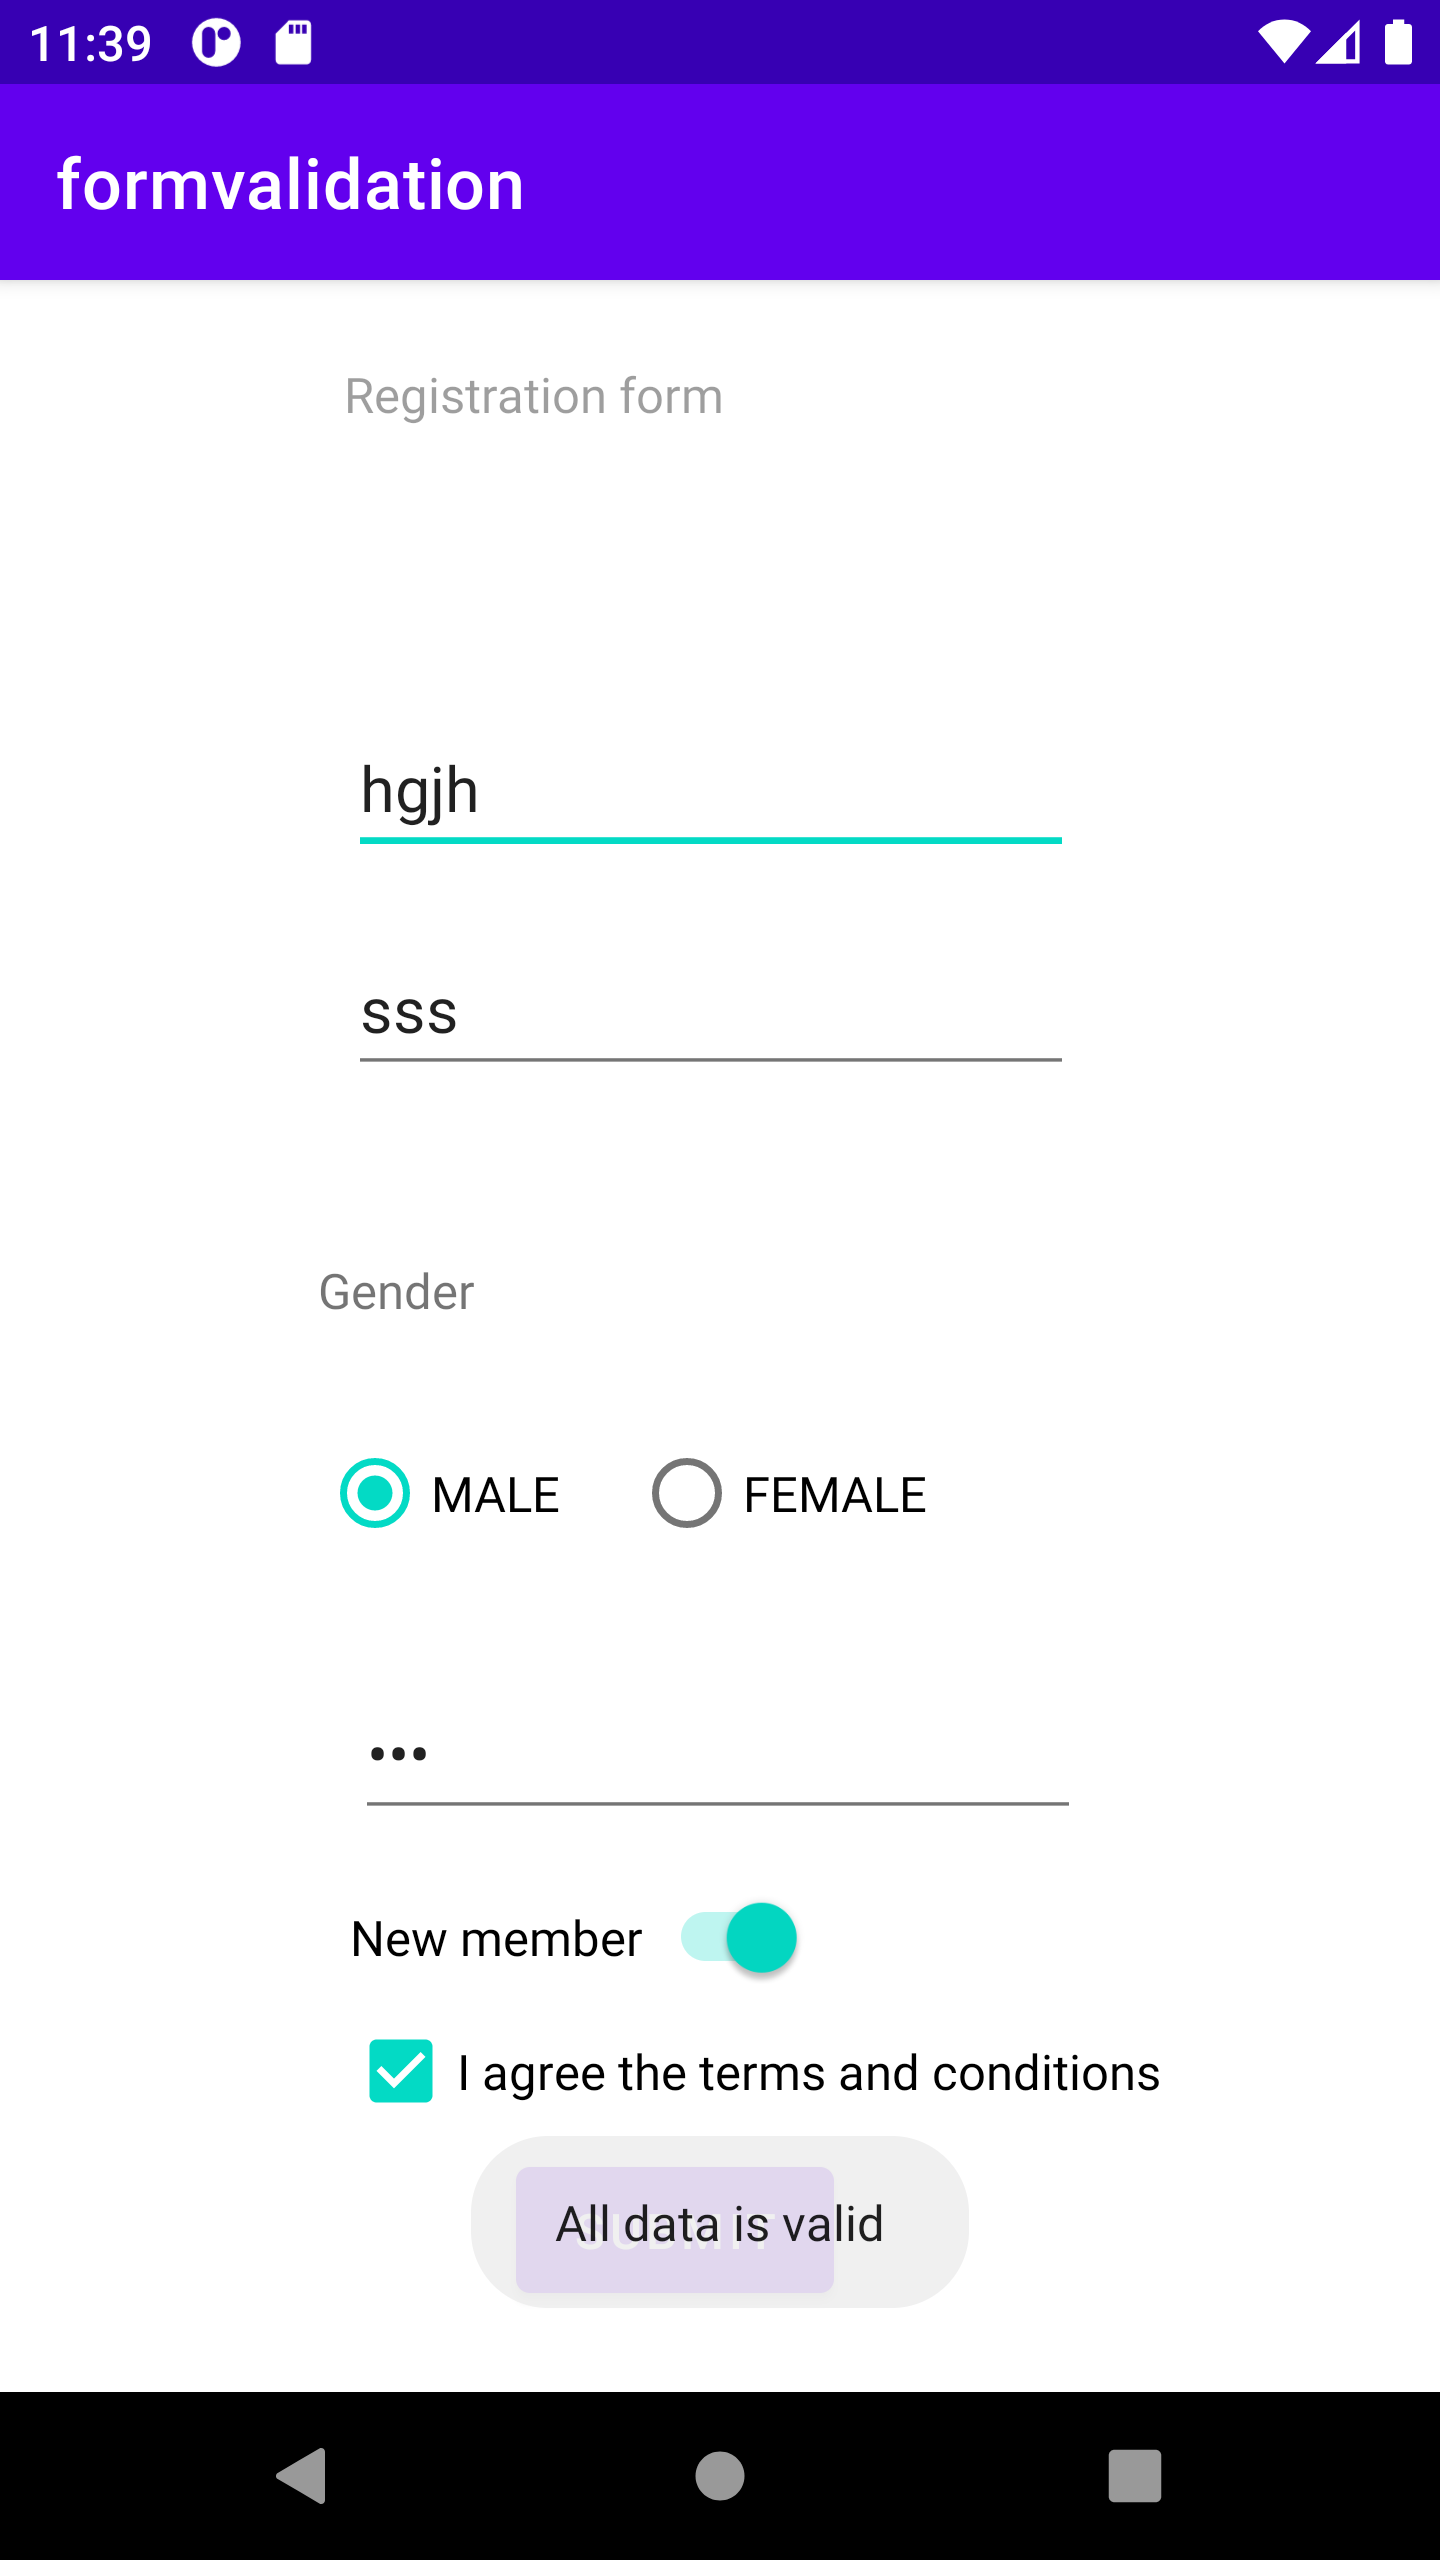 11:39
formvalidation
Registration form
hgjh
sss
Gender
MALE FEMALE
•••
New member
I agree the terms and conditions
SUBMIT
All data is valid